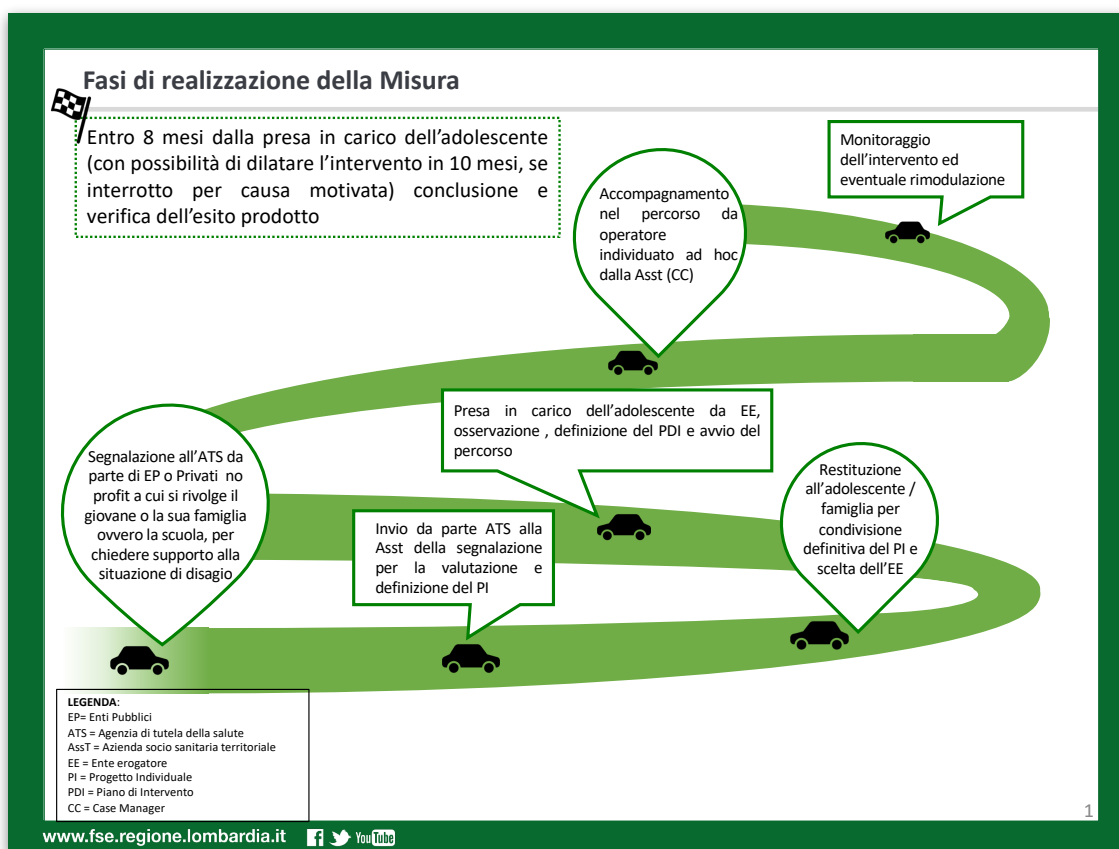 Fasi di realizzazione della Misura
Entro 8 mesi dalla presa in carico dell'adolescente
(con possibilità di dilatare l'intervento in 10 mesi, se
interrotto per causa motivata) conclusione e
verifica dell'esito prodotto
Monitoraggio
dell'intervento ed
eventuale rimodulazione
Accompagnamento
nel percorso da
operatore
individuato ad hoc
dalla Asst (CC)
Presa in carico dell'adolescente da EE,
osservazione , definizione del PDI e avvio del
percorso
Segnalazione all'ATS da
parte di EP o Privati no
profit a cui si rivolge il
giovane o la sua famiglia
ovvero la scuola, per
chiedere supporto alla
situazione di disagio
Invio da parte ATS alla
Asst della segnalazione
per la valutazione e
definizione del PI
Restituzione
all'adolescente /
famiglia per
condivisione
definitiva del PI e
scelta dell'EE
LEGENDA:
EP= Enti Pubblici
ATS = Agenzia di tutela della salute
AssT = Azienda socio sanitaria territoriale
EE = Ente erogatore
PI = Progetto Individuale
PDI = Piano di Intervento
CC = Case Manager
1
www.fse.regione.lombardia.it
You Tube